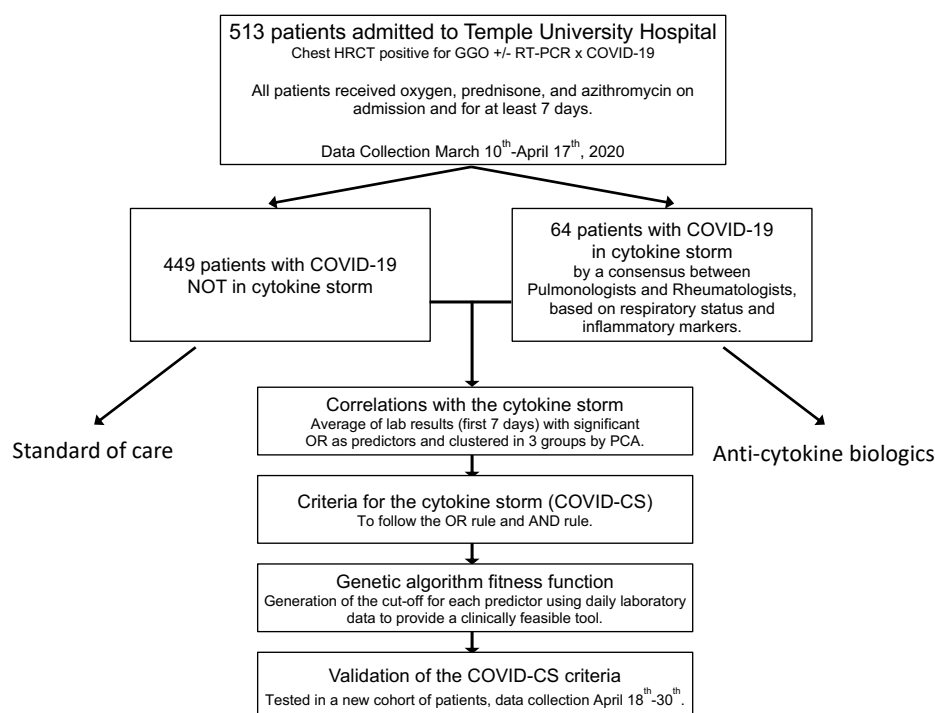 513 patients admitted to Temple University Hospital
Chest HRCT positive for GGO +/- RT-PCR x COVID-19
All patients received oxygen, prednisone, and azithromycin on
admission and for at least 7 days.
Data Collection March 10th-April 17th, 2020
449 patients with COVID-19
NOT in cytokine storm
64 patients with COVID-19
in cytokine storm
by a consensus between
Pulmonologists and Rheumatologists,
based on respiratory status and
inflammatory markers.
Standard of care
Anti-cytokine biologics
Correlations with the cytokine storm
Average of lab results (first 7 days) with significant
OR as predictors and clustered in 3 groups by PCA.
Criteria for the cytokine storm (COVID-CS)
To follow the OR rule and AND rule.
Genetic algorithm fitness function
Generation of the cut-off for each predictor using daily laboratory
data to provide a clinically feasible tool.
Validation of the COVID-CS criteria
Tested in a new cohort of patients, data collection April 18th-30th.